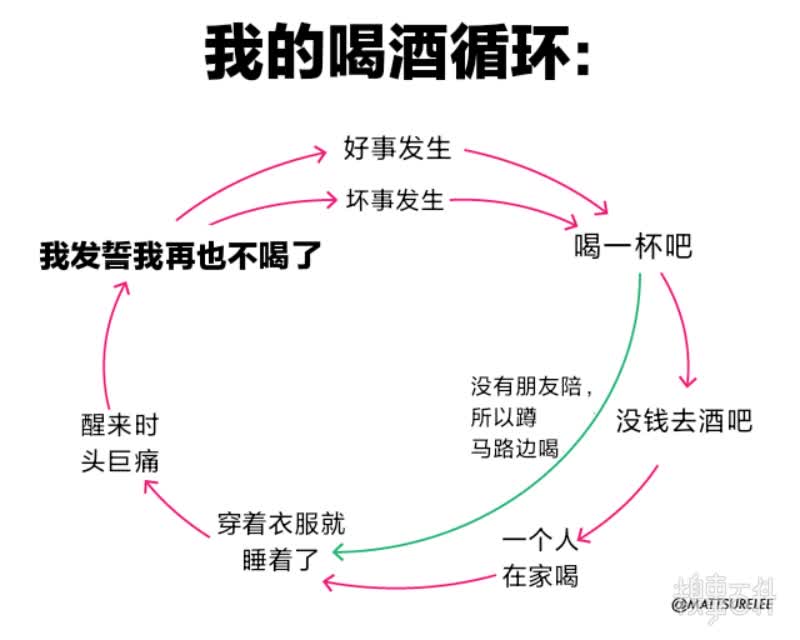 我的喝酒循环:
好事发生
坏事发生
我发誓我再也不喝了
喝一杯吧
没有朋友陪,
所以蹲
马路边喝
没钱去酒吧
醒来时
头巨痛
穿着衣服就
睡着了
一个人
在家喝
@MATTSURELEE